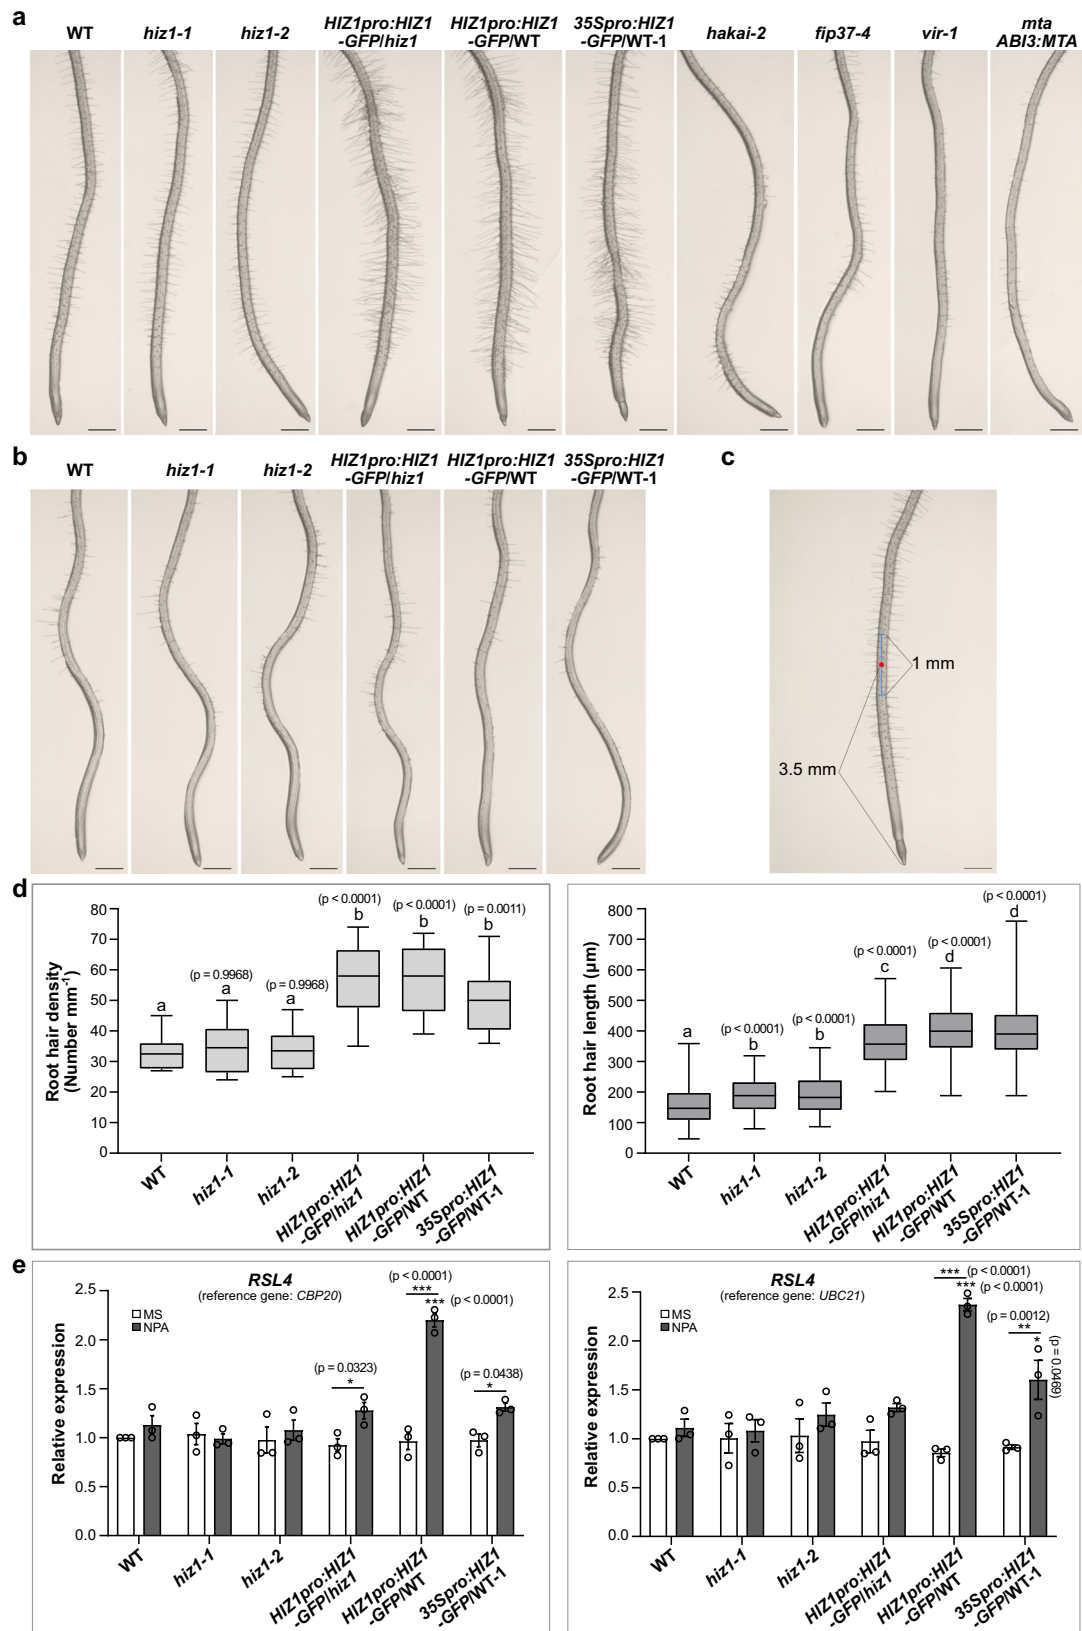 a
WT
hiz1-1
hiz1-2
HIZ1pro:HIZ1
-GFP/hiz1
HIZ1pro:HIZ1
-GFP/WT
35Spro:HIZ1
-GFP/WT-1
hakai-2
fip37-4
vir-1
mta
ABI3:MTA
b
WT
hiz1-1
hiz1-2
HIZ1pro:HIZ1
-GFP/hiz1
HIZ1pro:HIZ1
-GFP/WT
35Spro:HIZ1
-GFP/WT-1
c
1 mm
3.5 mm
d
Root hair density
(Number mm⁻¹)
80
70
60
50
40
30
20
10
0
a
(p = 0.9968)
a
(p = 0.9968)
a
(p < 0.0001)
b
(p < 0.0001)
b
(p = 0.0011)
b
WT
hiz1-1
hiz1-2
HIZ1pro:HIZ1
-GFP/hiz1
HIZ1pro:HIZ1
-GFP/WT
35Spro:HIZ1
-GFP/WT-1
Root hair length (μm)
800
700
600
500
400
300
200
100
0
a
(p < 0.0001)
b
(p < 0.0001)
b
(p < 0.0001)
c
(p < 0.0001)
d
(p < 0.0001)
d
WT
hiz1-1
hiz1-2
HIZ1pro:HIZ1
-GFP/hiz1
HIZ1pro:HIZ1
-GFP/WT
35Spro:HIZ1
-GFP/WT-1
e
RSL4
(reference gene: CBP20)
MS
NPA
Relative expression
2.5
2.0
1.5
1.0
0.5
0.0
(p = 0.0323)
*
(p < 0.0001)
***
*** (p < 0.0001)
(p = 0.0438)
*
WT
hiz1-1
hiz1-2
HIZ1pro:HIZ1
-GFP/hiz1
HIZ1pro:HIZ1
-GFP/WT
35Spro:HIZ1
-GFP/WT-1
RSL4
(reference gene: UBC21)
MS
NPA
Relative expression
2.5
2.0
1.5
1.0
0.5
0.0
*** (p < 0.0001)
*** (p < 0.0001)
(p = 0.0012)
**
*
(p = 0.0469)
WT
hiz1-1
hiz1-2
HIZ1pro:HIZ1
-GFP/hiz1
HIZ1pro:HIZ1
-GFP/WT
35Spro:HIZ1
-GFP/WT-1